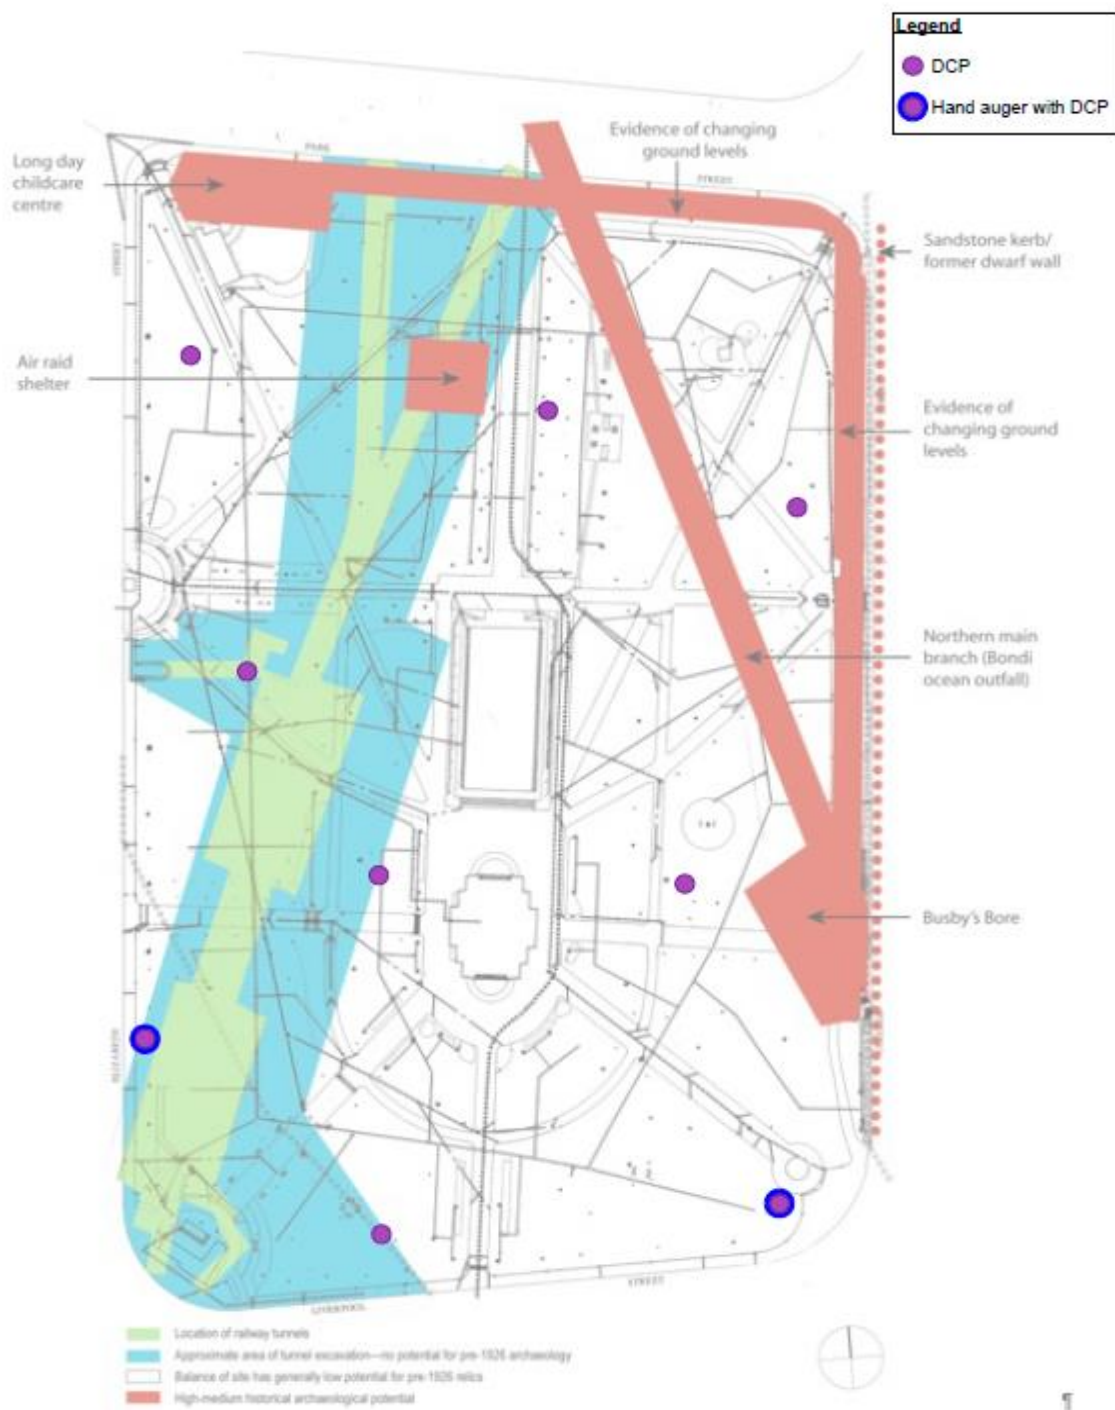 Legend
DCP
Hand auger with DCP
Evidence of changing
ground levels
Long day
childcare
centre
PARK
STREET
Sandstone kerb/
former dwarf wall
STREET
Air raid
shelter
Evidence of
changing ground
levels
Northern main
branch (Bondi
ocean outfall)
Busby's Bore
ELIZABETH
STREET
LIVERPOOL
Location of railway tunnels
Approximate area of tunnel excavation—no potential for pre-1926 archaeology
Balance of site has generally low potential for pre-1926 relics
High-medium historical archaeological potential
¶